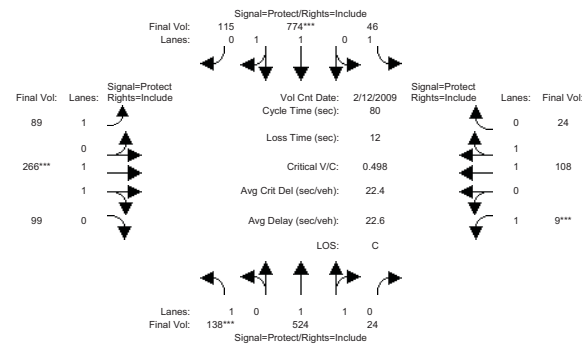 Signal=Protect/Rights=Include
Final Vol: 115 774*** 46
Lanes: 0 1 1 0 1
Signal=Protect Signal=Protect
Final Vol: Lanes: Rights=Include Vol Cnt Date: 2/12/2009 Rights=Include Lanes: Final Vol:
Cycle Time (sec): 80
89 1 0 24
Loss Time (sec): 12
0 1
266*** 1 Critical V/C: 0.498 1 108
1 Avg Crit Del (sec/veh): 22.4 0
99 0 Avg Delay (sec/veh): 22.6 1 9***
LOS: C
Lanes: 1 0 1 1 0
Final Vol: 138*** 524 24
Signal=Protect/Rights=Include